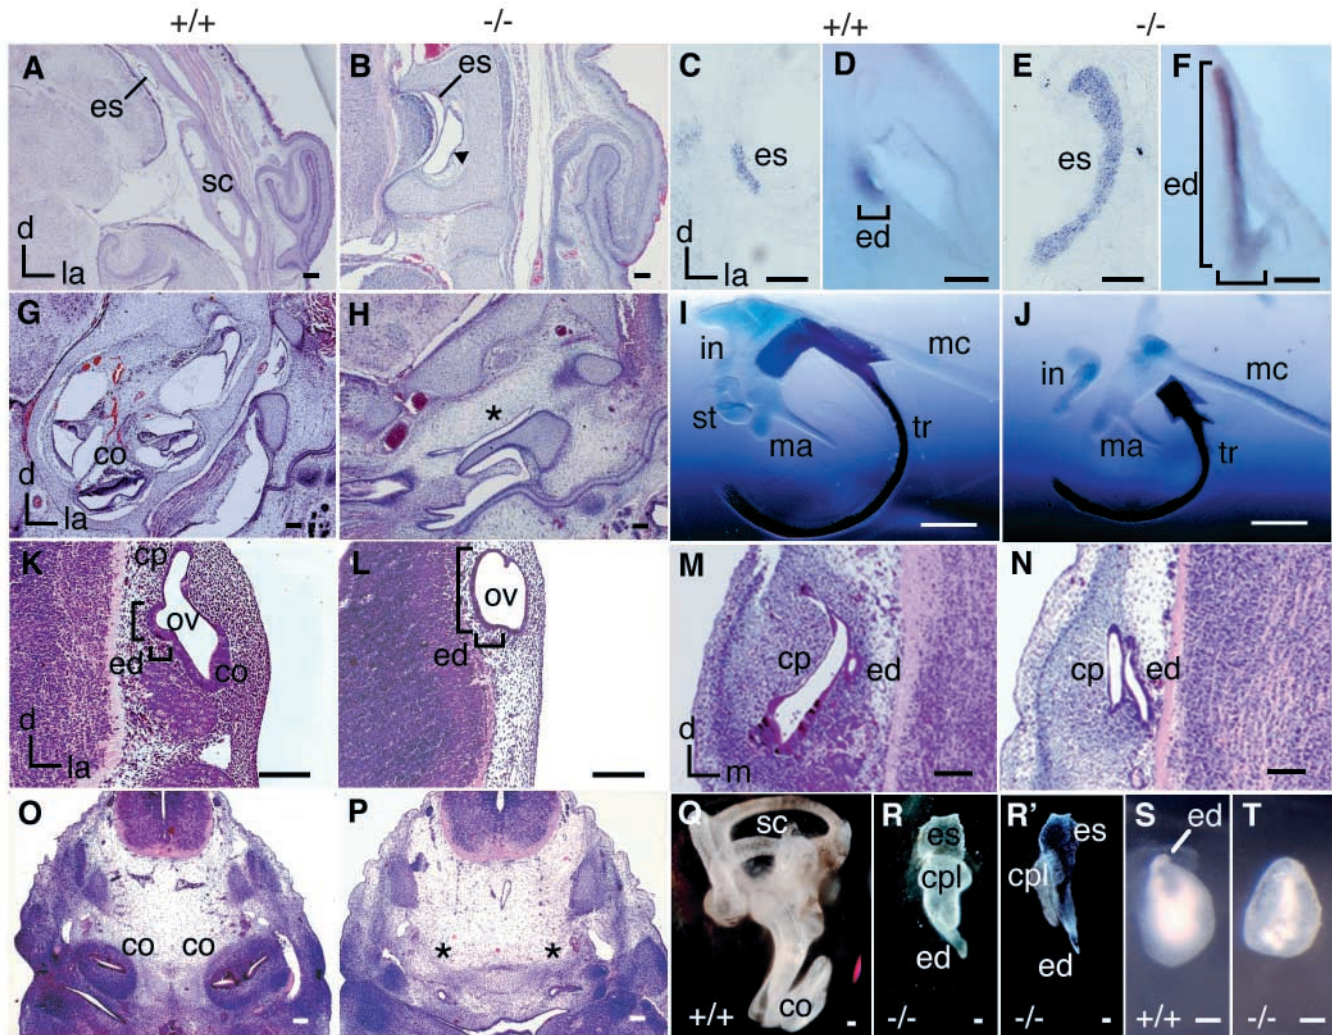 +/+ -/- +/+ -/-
A es sc d la
B es
C es d la
D ed
E es
F ed
G co d la
H *
I in st ma tr mc
J in ma tr mc
K cp ov ed co d la
L ov ed
M cp ed d m
N cp ed
O co co
P * *
Q sc co +/+
R es cpl ed -/-
R' es cpl ed -/-
S ed +/+
T -/-